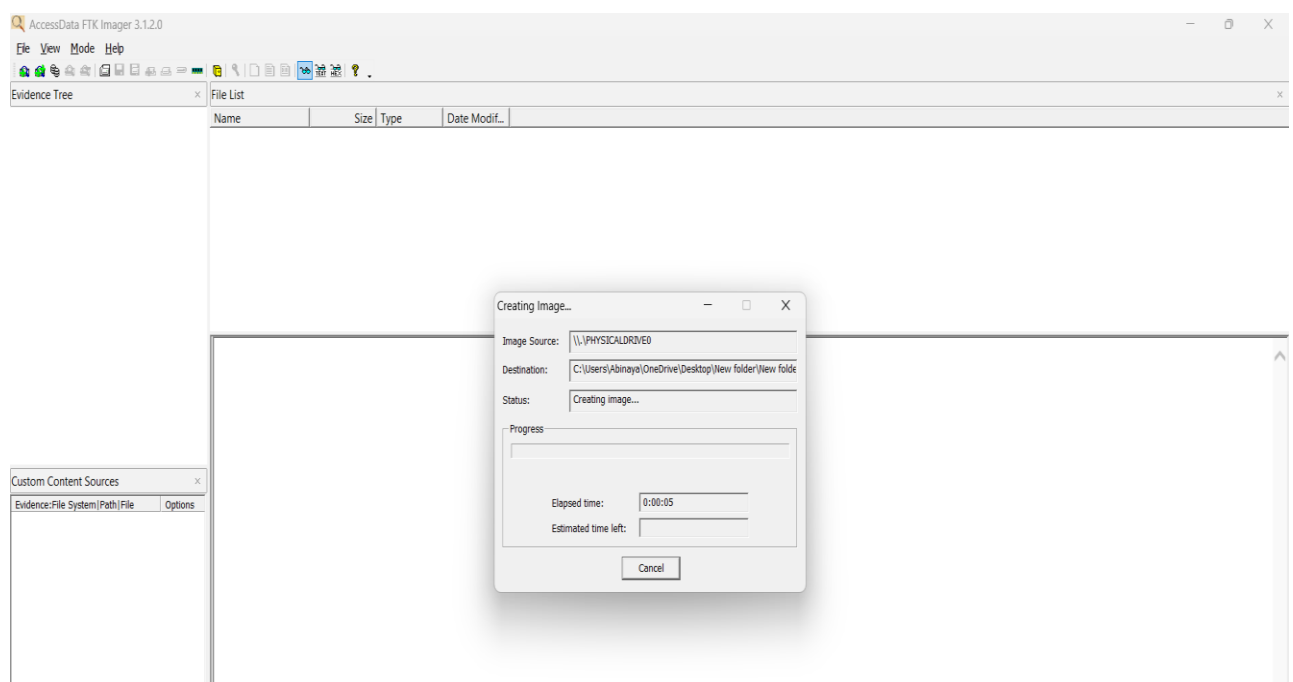 AccessData FTK Imager 3.1.2.0
File View Mode Help
Evidence Tree
File List
Name Size Type Date Modif...
Creating Image...
Image Source: \\.\PHYSICALDRIVE0
Destination: C:\Users\Abinaya\OneDrive\Desktop\New folder\New folde
Status: Creating image...
Progress
Elapsed time: 0:00:05
Estimated time left:
Cancel
Custom Content Sources
Evidence:File System|Path|File Options